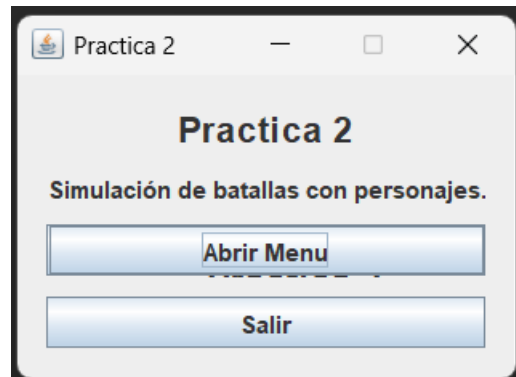 Practica 2
Practica 2
Simulación de batallas con personajes.
Abrir Menu
Salir